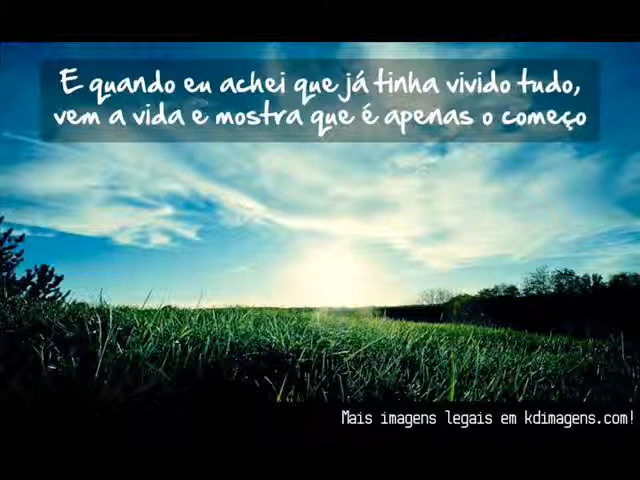 E quando eu achei que já tinha vivido tudo,
vem a vida e mostra que é apenas o começo
Mais imagens legais em kdimagens.com!